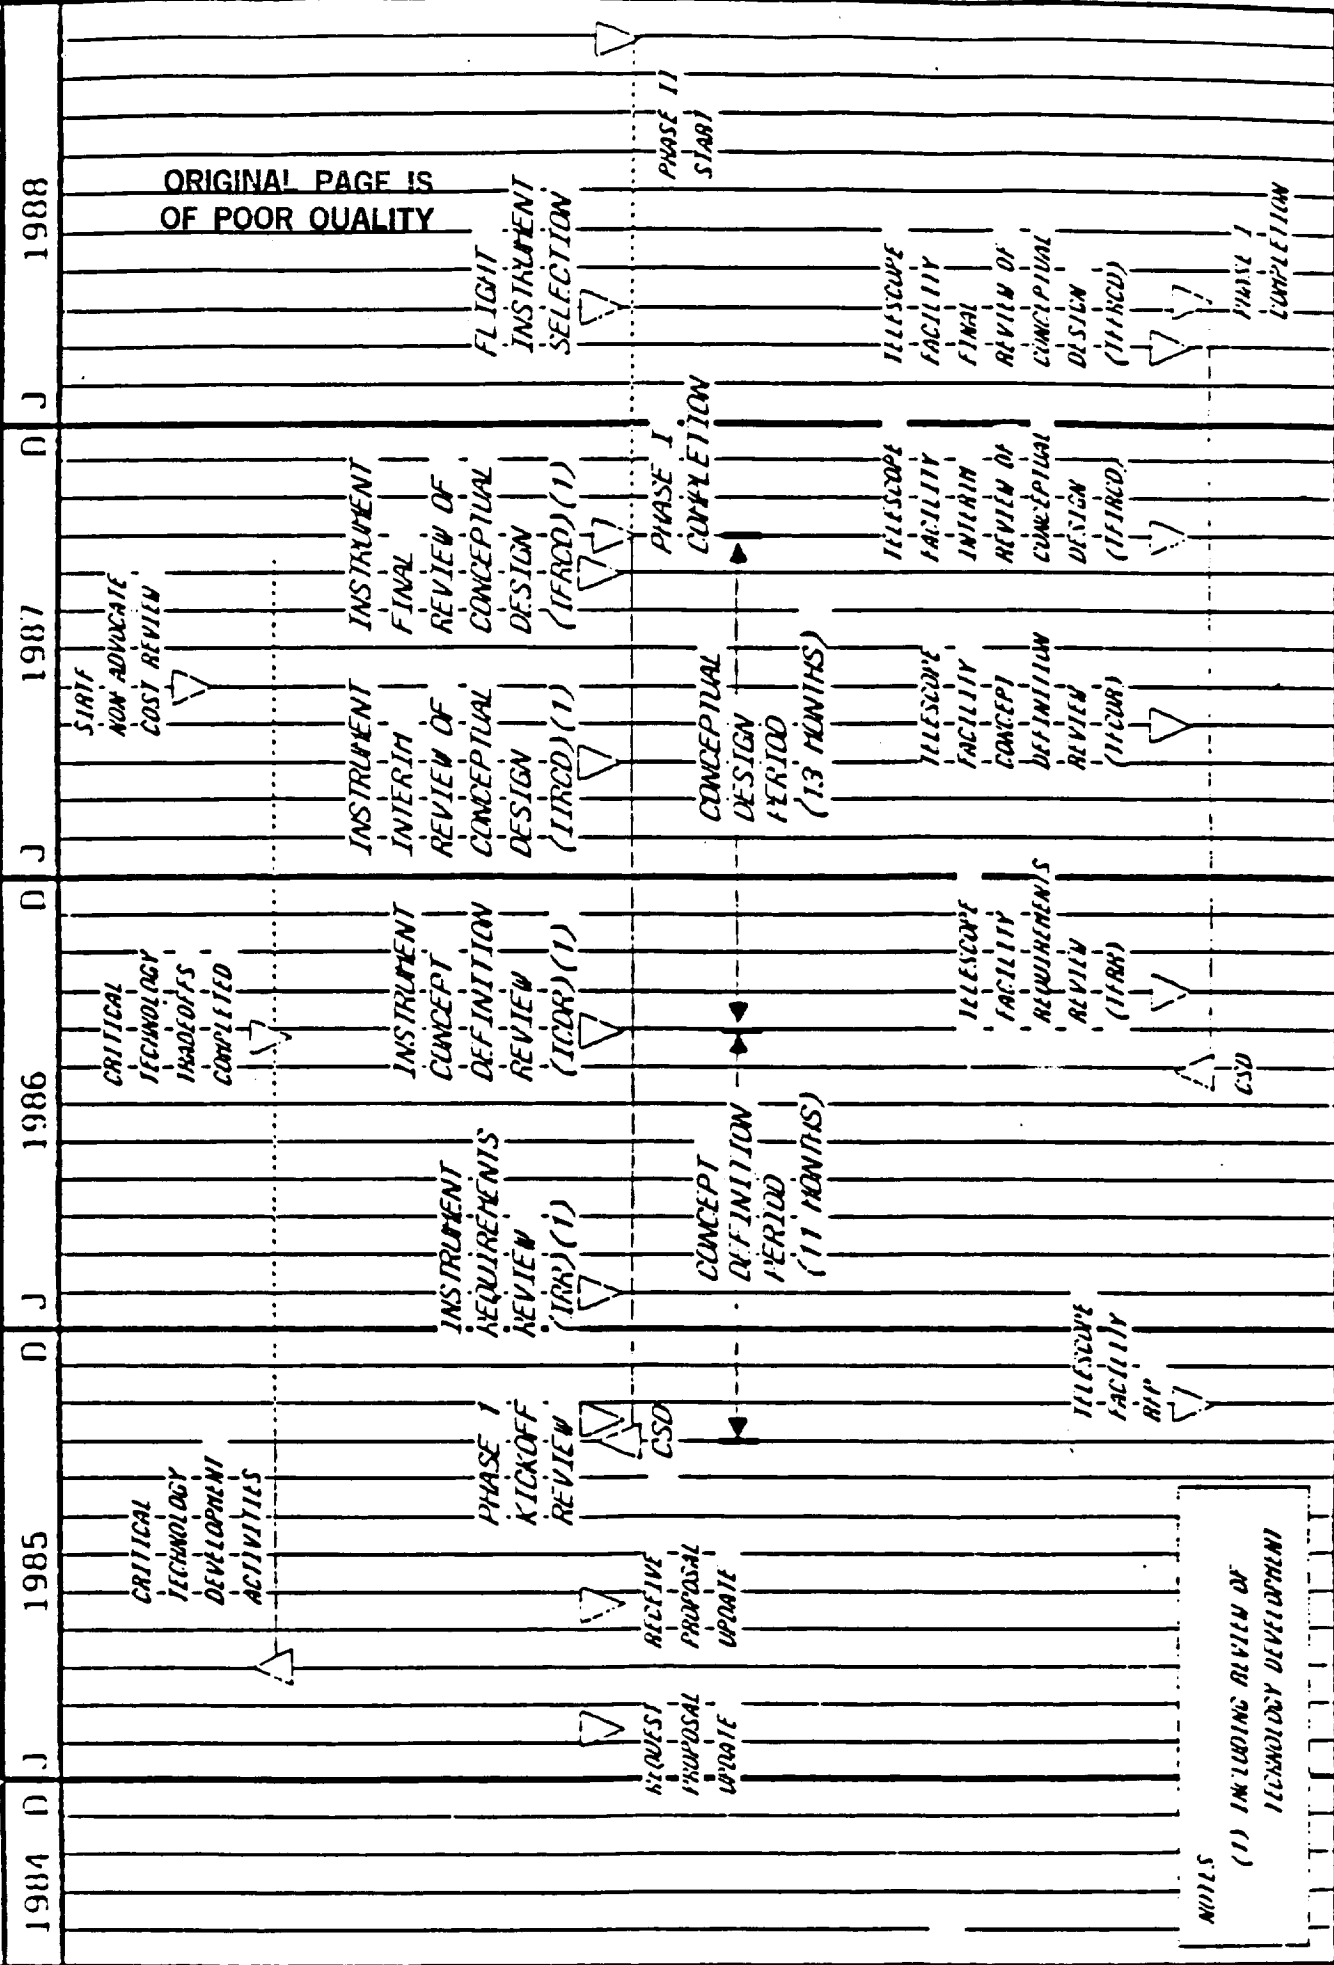 ORIGINAL PAGE IS
OF POOR QUALITY
1984 D
J 1985 D
J 1986 D
J 1987 D
J 1988
CRITICAL
TECHNOLOGY
DEVELOPMENT
ACTIVITIES
CRITICAL
TECHNOLOGY
TRADEOFFS
COMPLETED
SIRTF
NON ADVOCATE
COST REVIEW
PHASE I
KICKOFF
REVIEW
INSTRUMENT
REQUIREMENTS
REVIEW
(IRR)(1)
INSTRUMENT
CONCEPT
DEFINITION
REVIEW
(ICDR)(1)
INSTRUMENT
INTERIM
REVIEW OF
CONCEPTUAL
DESIGN
(IIRCD)(1)
INSTRUMENT
FINAL
REVIEW OF
CONCEPTUAL
DESIGN
(IFRCD)(1)
FLIGHT
INSTRUMENT
SELECTION
REQUEST
PROPOSAL
UPDATE
RECEIVE
PROPOSAL
UPDATE
CSD
PHASE I
COMPLETION
PHASE II
START
CONCEPT
DEFINITION
PERIOD
(11 MONTHS)
CONCEPTUAL
DESIGN
PERIOD
(13 MONTHS)
TELESCOPE
FACILITY
RFP
TELESCOPE
FACILITY
REQUIREMENTS
REVIEW
(TFRR)
TELESCOPE
FACILITY
CONCEPT
DEFINITION
REVIEW
(TFCDR)
TELESCOPE
FACILITY
INTERIM
REVIEW OF
CONCEPTUAL
DESIGN
(TFIRCD)
TELESCOPE
FACILITY
FINAL
REVIEW OF
CONCEPTUAL
DESIGN
(TFFRCD)
CSD
PHASE I
COMPLETION
NOTES
(1) INCLUDING REVIEW OF
TECHNOLOGY DEVELOPMENT